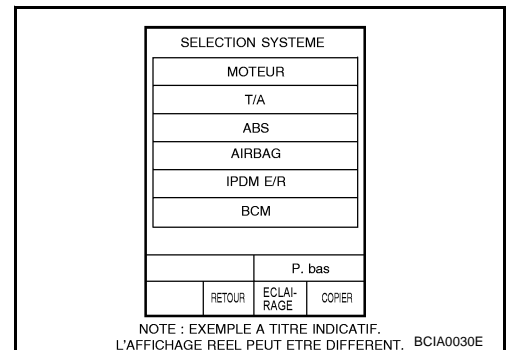 SELECTION SYSTEME
MOTEUR
T/A
ABS
AIRBAG
IPDM E/R
BCM
P. bas
RETOUR
ECLAI-
RAGE
COPIER
NOTE : EXEMPLE A TITRE INDICATIF.
L'AFFICHAGE REEL PEUT ETRE DIFFERENT.
BCIA0030E